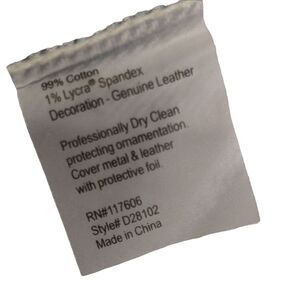 99% Cotton
1% Lycra® Spandex
Decoration - Genuine Leather
Professionally Dry Clean
protecting ornamentation.
Cover metal & leather
with protective foil.
RN#117606
Style# D28102
Made in China